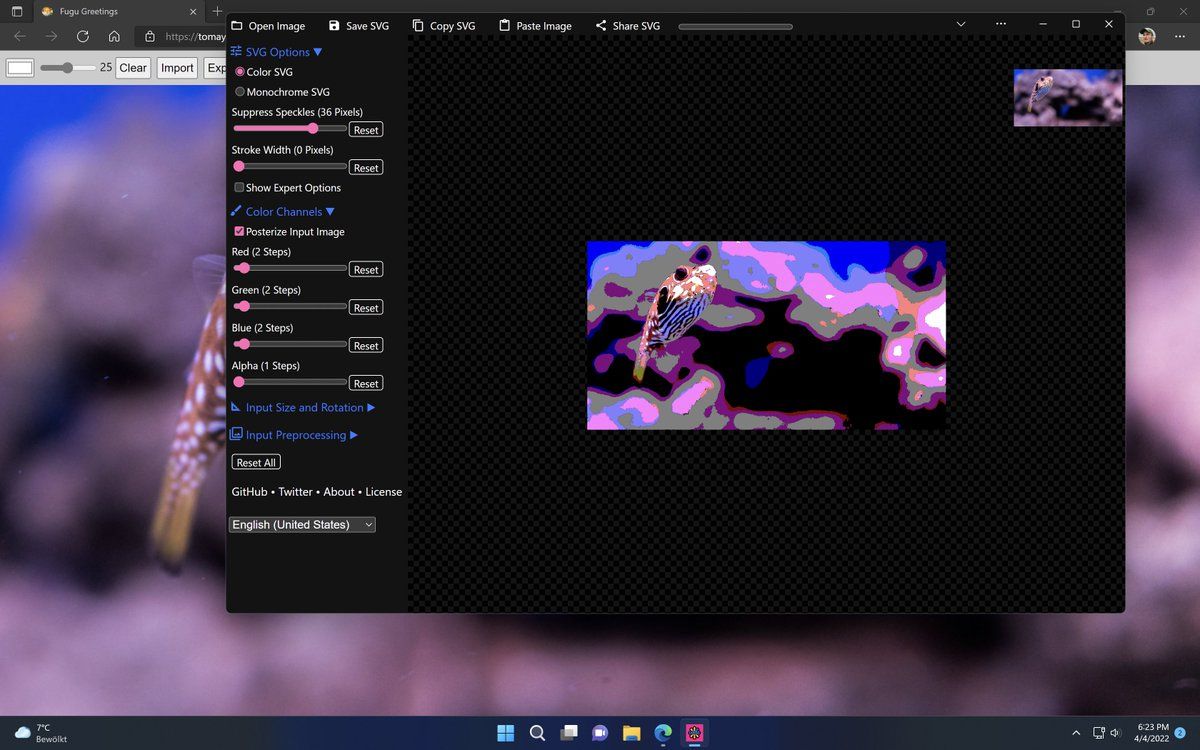 Fugu Greetings
https://tomay
25
Clear
Import
Exp
Open Image
Save SVG
Copy SVG
Paste Image
Share SVG
SVG Options
Color SVG
Monochrome SVG
Suppress Speckles (36 Pixels)
Reset
Stroke Width (0 Pixels)
Reset
Show Expert Options
Color Channels
Posterize Input Image
Red (2 Steps)
Reset
Green (2 Steps)
Reset
Blue (2 Steps)
Reset
Alpha (1 Steps)
Reset
Input Size and Rotation
Input Preprocessing
Reset All
GitHub • Twitter • About • License
English (United States)
7°C
Bewölkt
6:23 PM
4/4/2022
2